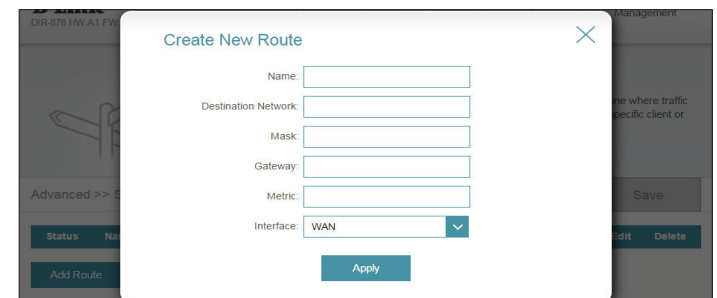 DIR-878 HW:A1 FW
Management
Create New Route
Name:
Destination Network:
ne where traffic
pecific client or
Mask:
Gateway:
Advanced >> S
Metric:
Save
Interface: WAN
Status Na
Edit Delete
Add Route
Apply